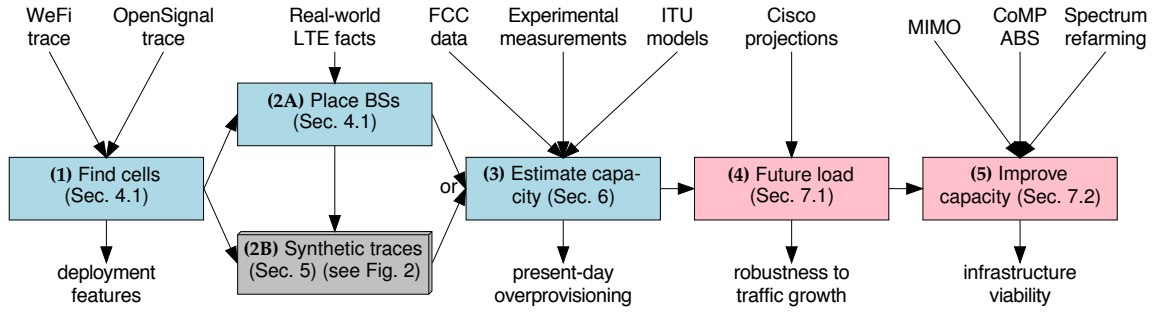 WeFi
trace
OpenSignal
trace
Real-world
LTE facts
FCC
data
Experimental
measurements
ITU
models
Cisco
projections
MIMO
CoMP
ABS
Spectrum
refarming
(1) Find cells
(Sec. 4.1)
(2A) Place BSs
(Sec. 4.1)
(2B) Synthetic traces
(Sec. 5) (see Fig. 2)
or
(3) Estimate capa-
city (Sec. 6)
(4) Future load
(Sec. 7.1)
(5) Improve
capacity (Sec. 7.2)
deployment
features
present-day
overprovisioning
robustness to
traffic growth
infrastructure
viability